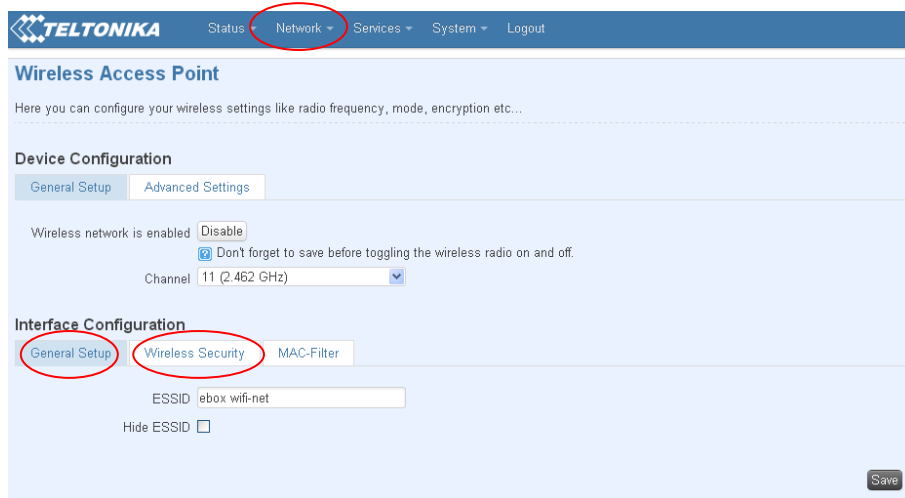 TELTONIKA Status Network Services System Logout
Wireless Access Point
Here you can configure your wireless settings like radio frequency, mode, encryption etc...
Device Configuration
General Setup Advanced Settings
Wireless network is enabled Disable
Don't forget to save before toggling the wireless radio on and off.
Channel 11 (2.462 GHz)
Interface Configuration
General Setup Wireless Security MAC-Filter
ESSID ebox wifi-net
Hide ESSID
Save